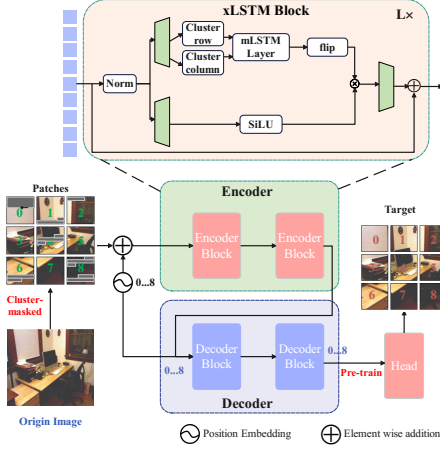 xLSTM Block
L×
Norm
Cluster
row
Cluster
column
mLSTM
Layer
flip
SiLU
Patches
0 1 2
3 4 5
6 7 8
Cluster-
masked
Origin Image
Encoder
Encoder
Block
Encoder
Block
0...8
Decoder
Block
Decoder
Block
0...8
0...8
Decoder
Pre-train
Head
Target
0 1 2
3 4 5
6 7 8
Position Embedding
Element wise addition